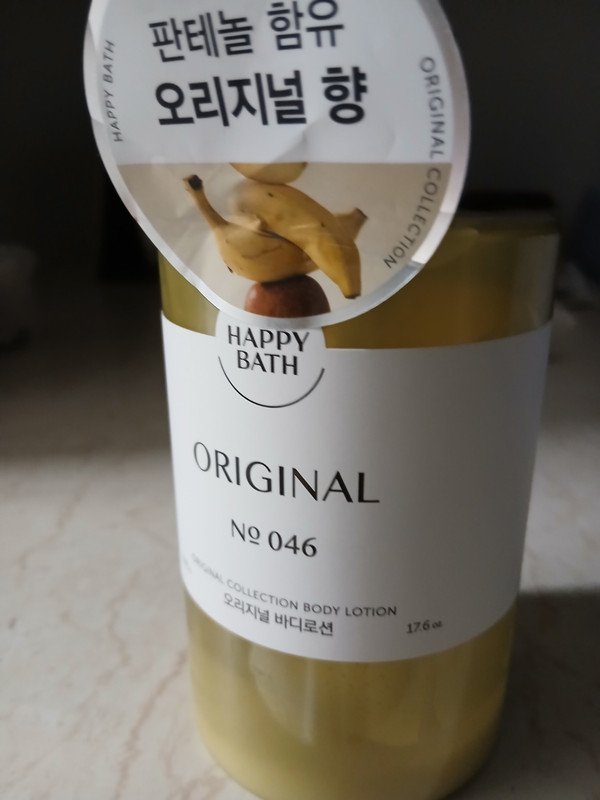 판테놀 함유
오리지널 향
HAPPY BATH
ORIGINAL COLLECTION
HAPPY
BATH
ORIGINAL
№ 046
ORIGINAL COLLECTION BODY LOTION
오리지널 바디로션
17.6 oz